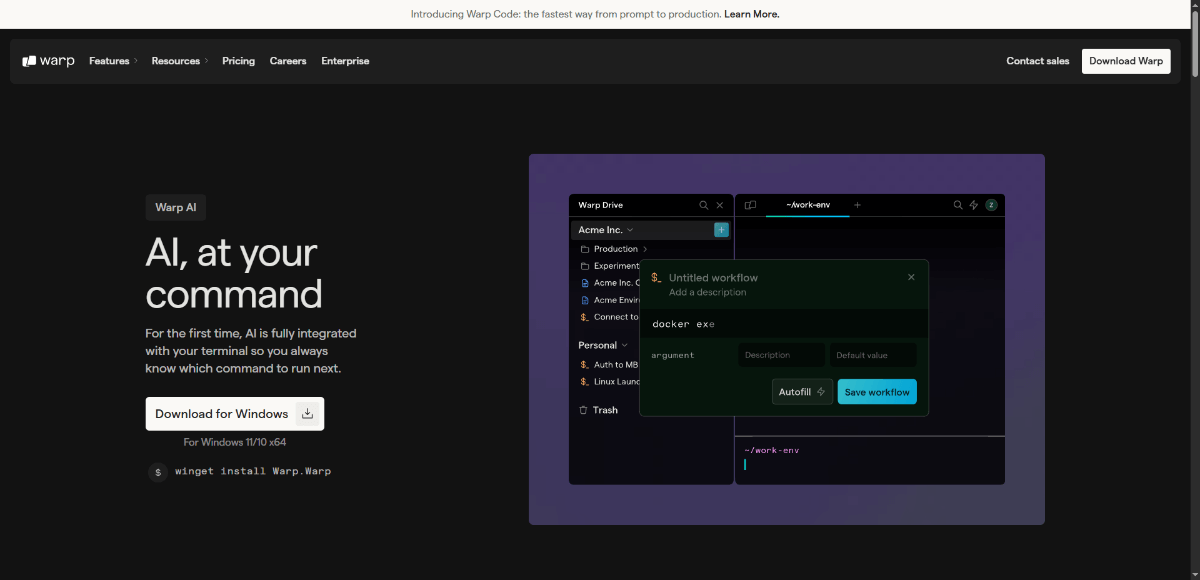 Introducing Warp Code: the fastest way from prompt to production. Learn More.
warp Features Resources Pricing Careers Enterprise Contact sales Download Warp
Warp AI
AI, at your
command
For the first time, AI is fully integrated
with your terminal so you always
know which command to run next.
Download for Windows
For Windows 11/10 x64
$ winget install Warp.Warp
Warp Drive
Acme Inc.
Production
Experiment
Acme Inc. C
Acme Envir
$_ Connect to
Personal
$_ Auth to MB
$_ Linux Launc
Trash
~/work-env
Z
$_ Untitled workflow
Add a description
docker exe
argument Description Default value
Autofill Save workflow
~/work-env